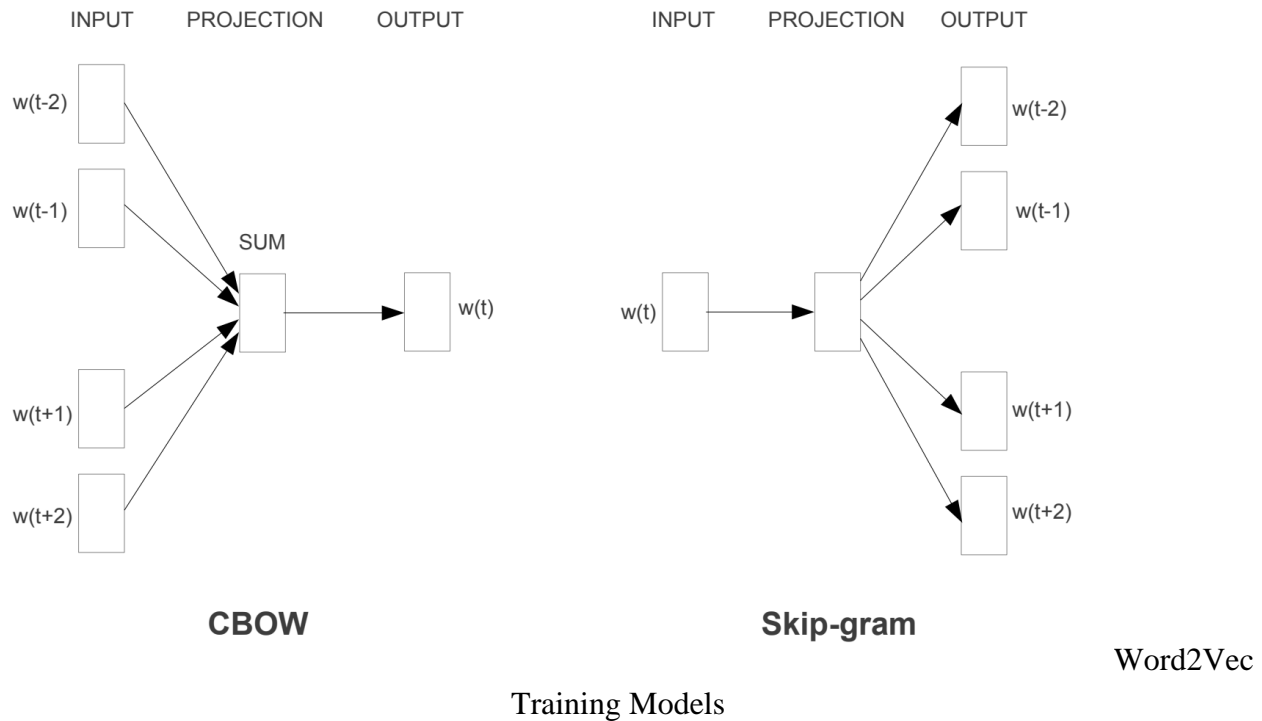 INPUT PROJECTION OUTPUT
w(t-2)
w(t-1)
SUM
w(t)
w(t+1)
w(t+2)
CBOW
INPUT PROJECTION OUTPUT
w(t-2)
w(t-1)
w(t)
w(t+1)
w(t+2)
Skip-gram
Word2Vec
Training Models